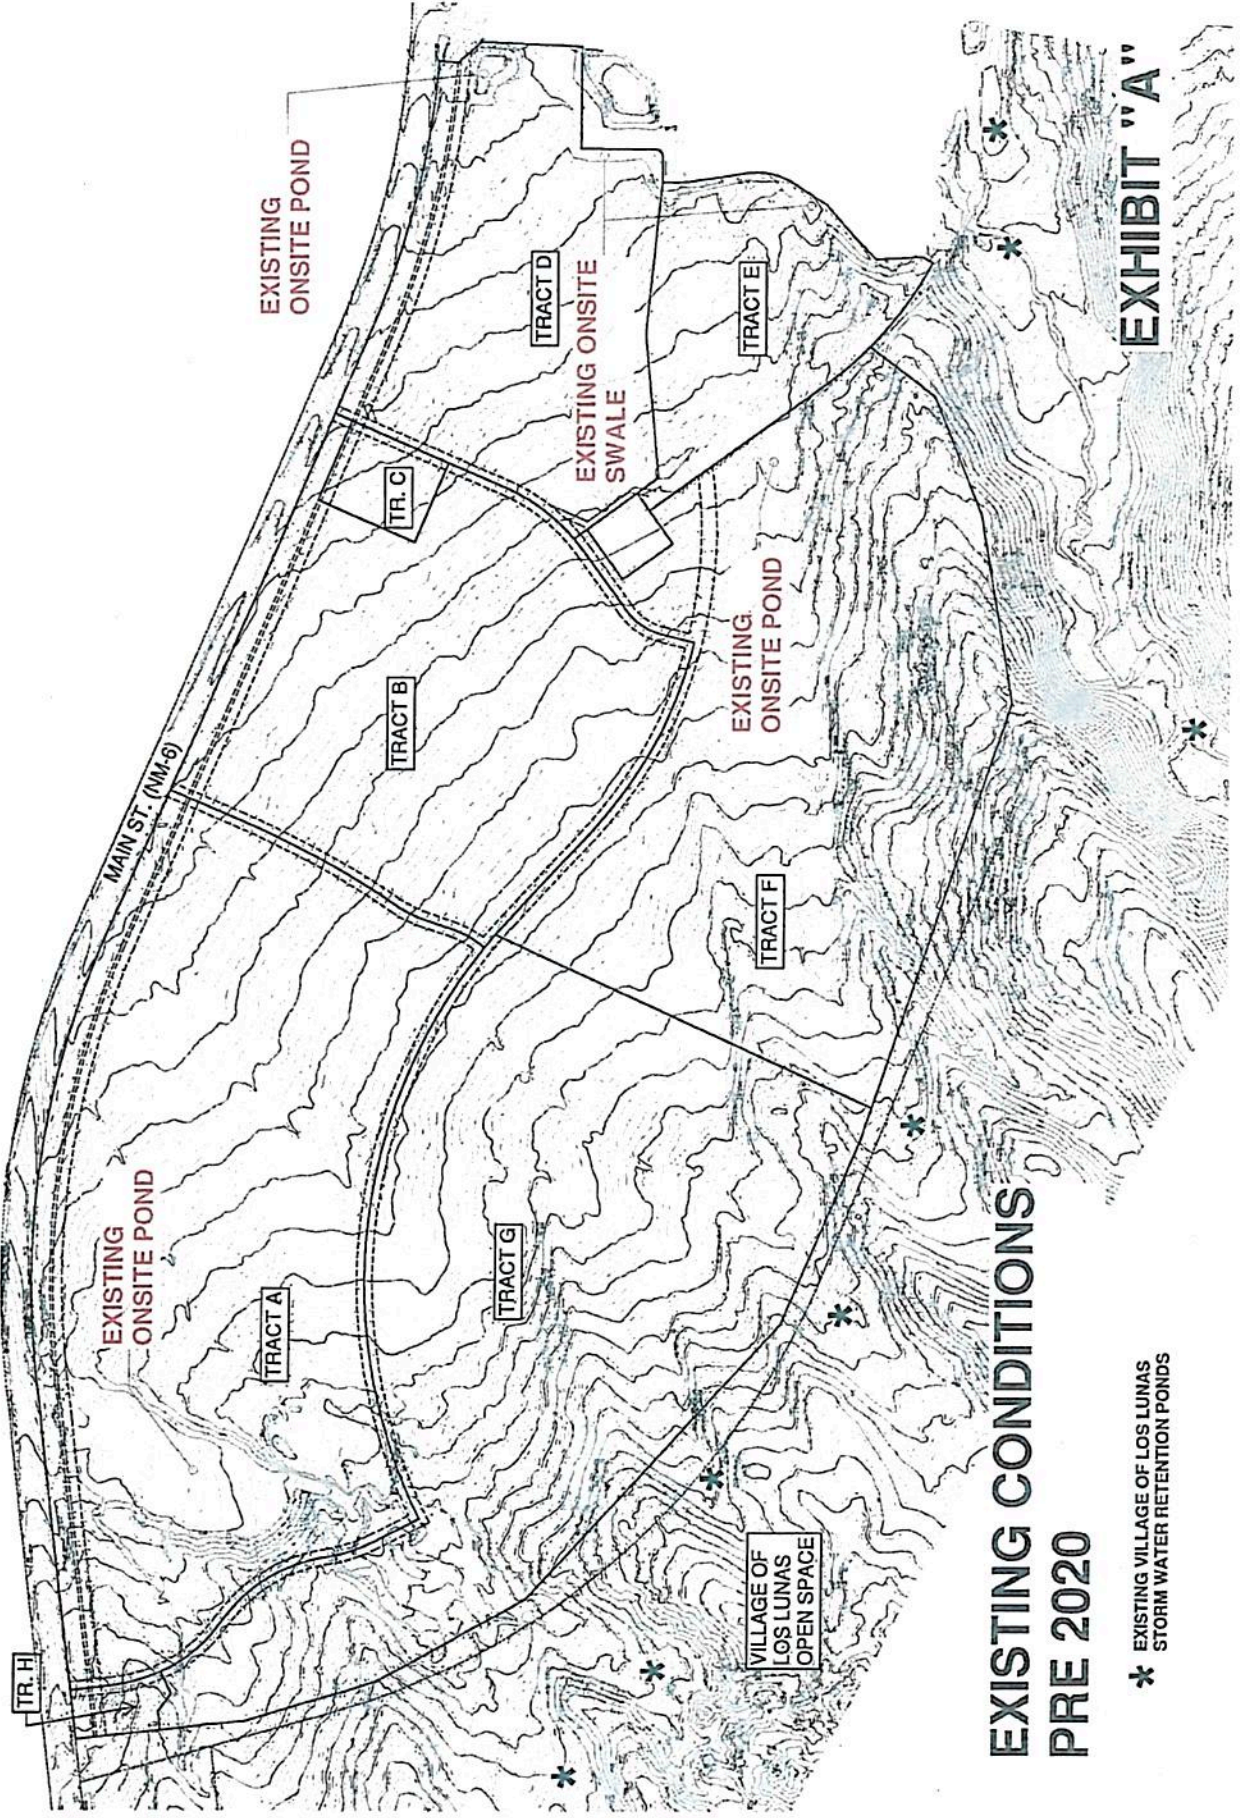 TR. H
MAIN ST. (NM-6)
EXISTING
ONSITE POND
TRACT A
EXISTING
ONSITE POND
TRACT B
TR. C
TRACT D
EXISTING ONSITE
SWALE
TRACT E
EXISTING
ONSITE POND
TRACT F
TRACT G
VILLAGE OF
LOS LUNAS
OPEN SPACE
EXISTING CONDITIONS
PRE 2020
* EXISTING VILLAGE OF LOS LUNAS
STORM WATER RETENTION PONDS
EXHIBIT "A"